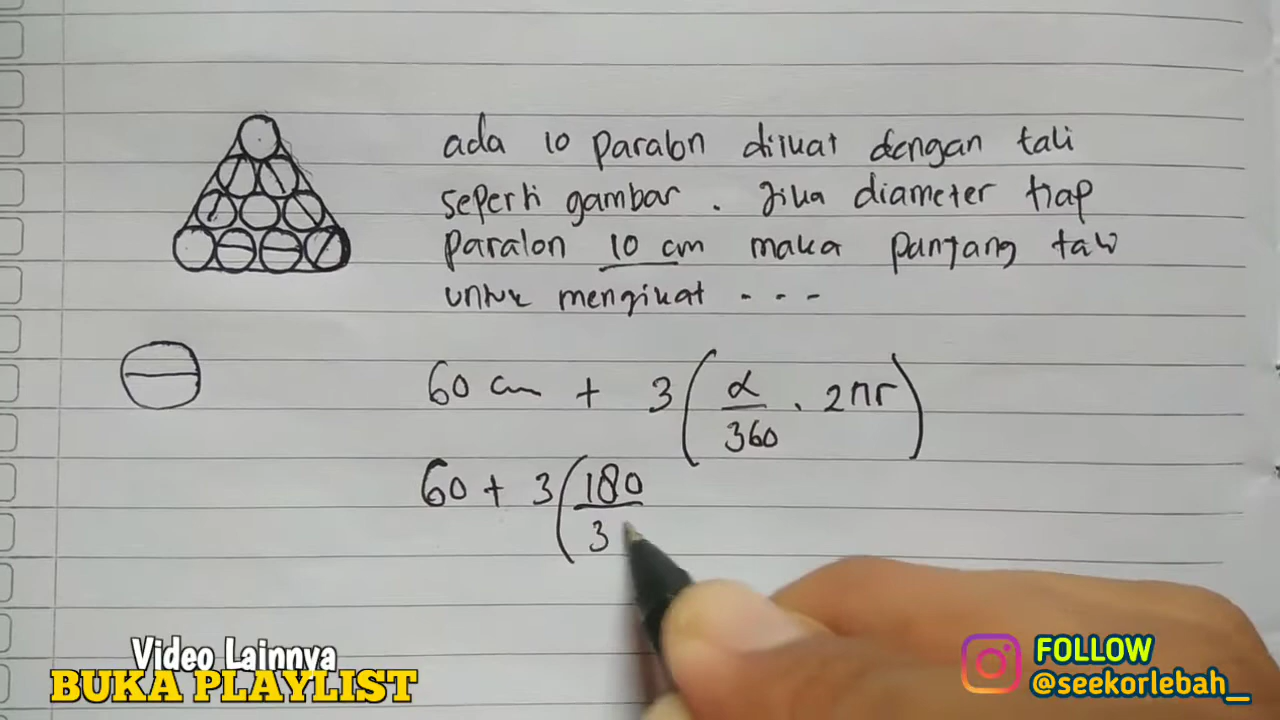 ada 10 paralon diikat dengan tali
seperti gambar. Jika diameter tiap
paralon 10 cm maka panjang tali
untuk mengikat - - -
60 cm + 3 ( α/360 . 2πr )
60 + 3 ( 180/3
Video Lainnya
BUKA PLAYLIST
FOLLOW
@seekorlebah_